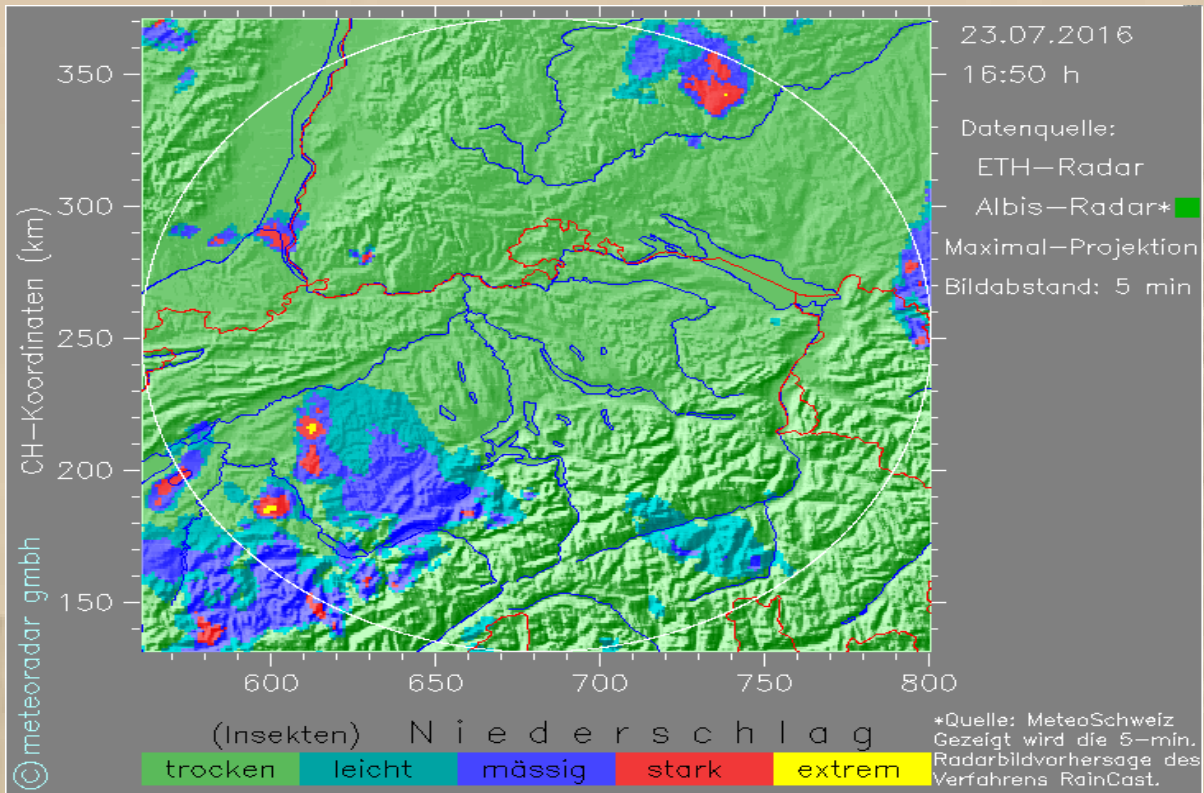 23.07.2016
16:50 h
Datenquelle:
ETH-Radar
Albis-Radar*
Maximal-Projektion
Bildabstand: 5 min
CH-Koordinaten (km)
350
300
250
200
150
600
650
700
750
800
(Insekten) Niederschlag
trocken leicht mässig stark extrem
*Quelle: MeteoSchweiz
Gezeigt wird die 5-min.
Radarbildvorhersage des
Verfahrens RainCast.
©meteoradar gmbh